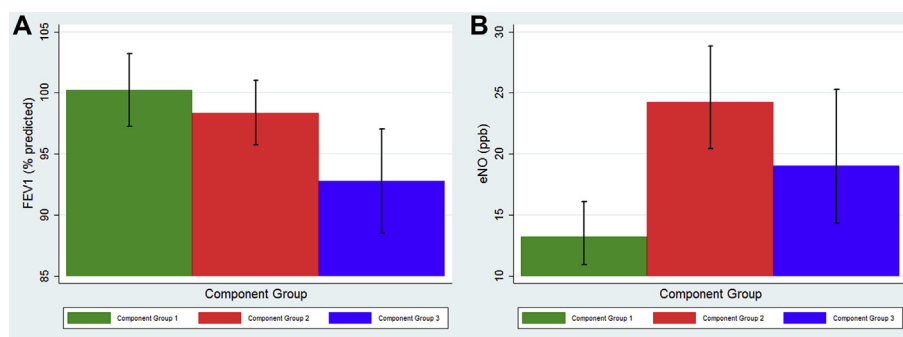 A
105
100
95
90
85
FEV1 (% predicted)
Component Group
Component Group 1 Component Group 2 Component Group 3
B
30
25
20
15
10
eNO (ppb)
Component Group
Component Group 1 Component Group 2 Component Group 3